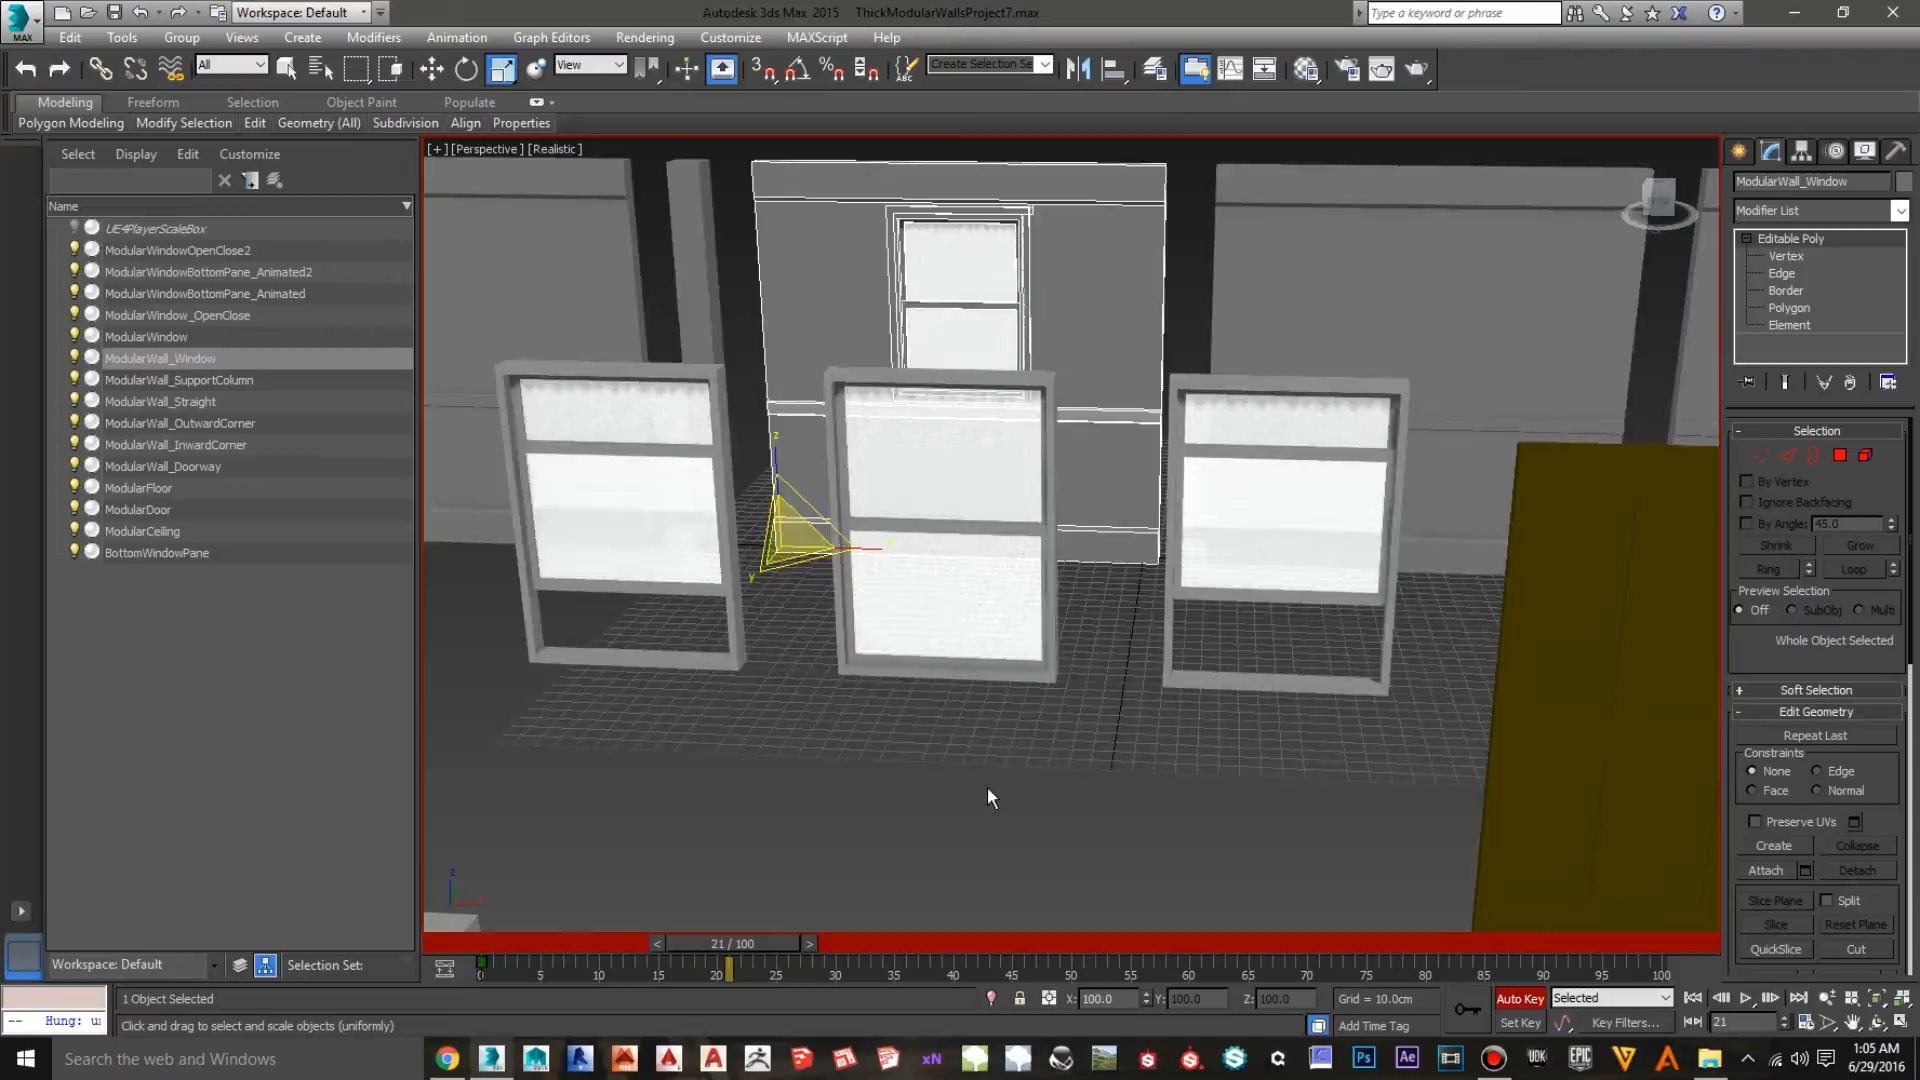 Workspace: Default
Autodesk 3ds Max 2015 ThickModularWallsProject7.max
Type a keyword or phrase
MAX
Edit Tools Group Views Create Modifiers Animation Graph Editors Rendering Customize MAXScript Help
All
View
Create Selection Se
Modeling Freeform Selection Object Paint Populate
Polygon Modeling Modify Selection Edit Geometry (All) Subdivision Align Properties
Select Display Edit Customize
[+] [Perspective] [Realistic]
Name
UE4PlayerScaleBox
ModularWindowOpenClose2
ModularWindowBottomPane_Animated2
ModularWindowBottomPane_Animated
ModularWindow_OpenClose
ModularWindow
ModularWall_Window
ModularWall_SupportColumn
ModularWall_Straight
ModularWall_OutwardCorner
ModularWall_InwardCorner
ModularWall_Doorway
ModularFloor
ModularDoor
ModularCeiling
BottomWindowPane
z
y
z
ModularWall_Window
Modifier List
Editable Poly
Vertex
Edge
Border
Polygon
Element
Selection
By Vertex
Ignore Backfacing
By Angle: 45.0
Shrink Grow
Ring Loop
Preview Selection
Off SubObj Multi
Whole Object Selected
Soft Selection
Edit Geometry
Repeat Last
Constraints
None Edge
Face Normal
Preserve UVs
Create Collapse
Attach Detach
Slice Plane Split
Slice Reset Plane
QuickSlice Cut
< 21 / 100 >
Workspace: Default
Selection Set:
0 5 10 15 20 25 30 35 40 45 50 55 60 65 70 75 80 85 90 95 100
1 Object Selected
X: 100.0 Y: 100.0 Z: 100.0
Grid = 10.0cm
Auto Key Selected
-- Hung: u
Click and drag to select and scale objects (uniformly)
Add Time Tag
Set Key Key Filters...
21
Search the web and Windows
xN
Ps
Ae
UDK
EPIC
1:05 AM
6/29/2016